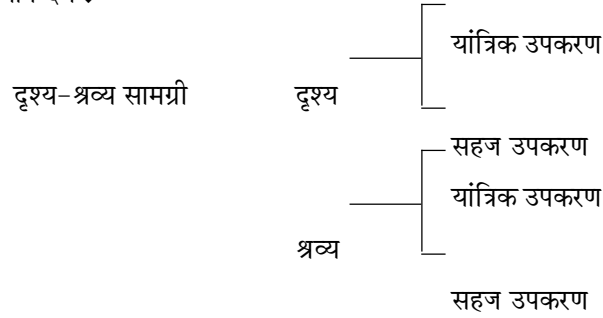 यांत्रिक उपकरण
दृश्य-श्रव्य सामग्री दृश्य
सहज उपकरण
यांत्रिक उपकरण
श्रव्य
सहज उपकरण